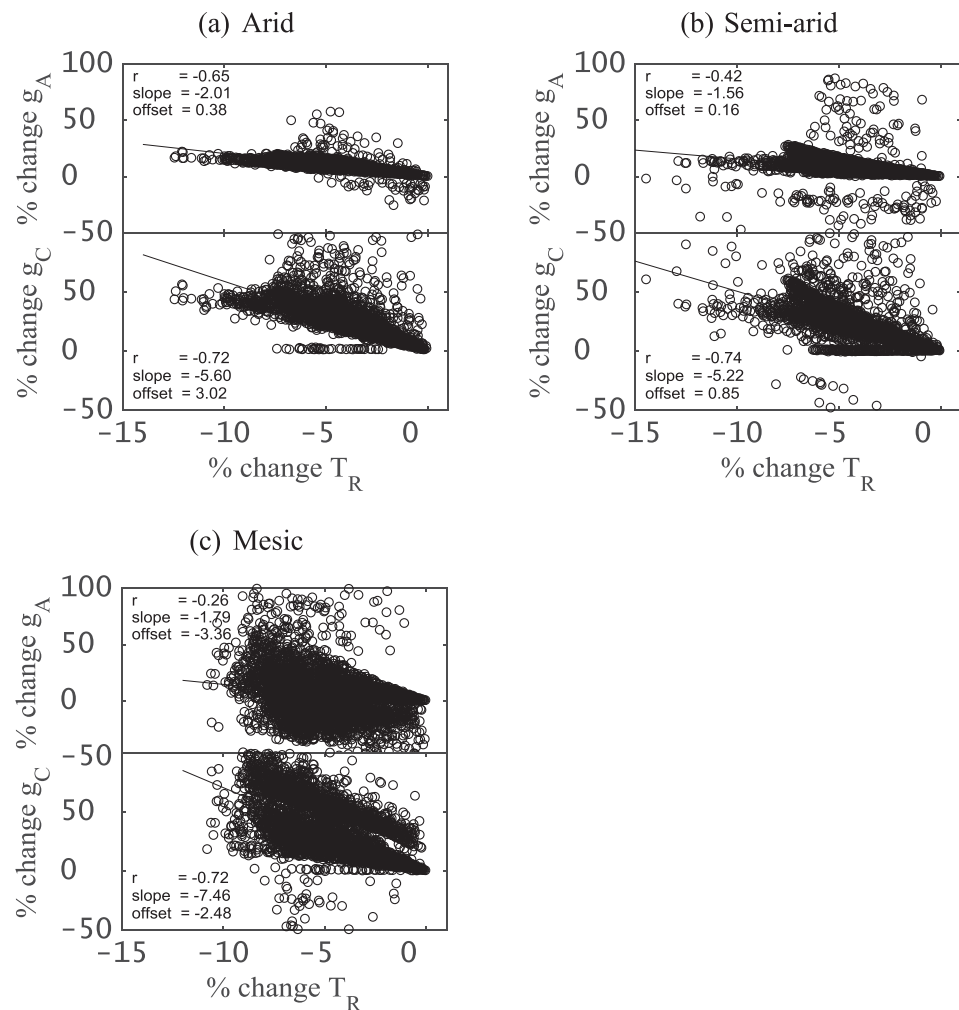 (a) Arid
% change g_A
100
50
0
-50
r = -0.65
slope = -2.01
offset = 0.38
% change g_C
50
0
-50
r = -0.72
slope = -5.60
offset = 3.02
-15 -10 -5 0
% change T_R
(b) Semi-arid
% change g_A
100
50
0
-50
r = -0.42
slope = -1.56
offset = 0.16
% change g_C
50
0
-50
r = -0.74
slope = -5.22
offset = 0.85
-15 -10 -5 0
% change T_R
(c) Mesic
% change g_A
100
50
0
-50
r = -0.26
slope = -1.79
offset = -3.36
% change g_C
50
0
-50
r = -0.72
slope = -7.46
offset = -2.48
-15 -10 -5 0
% change T_R